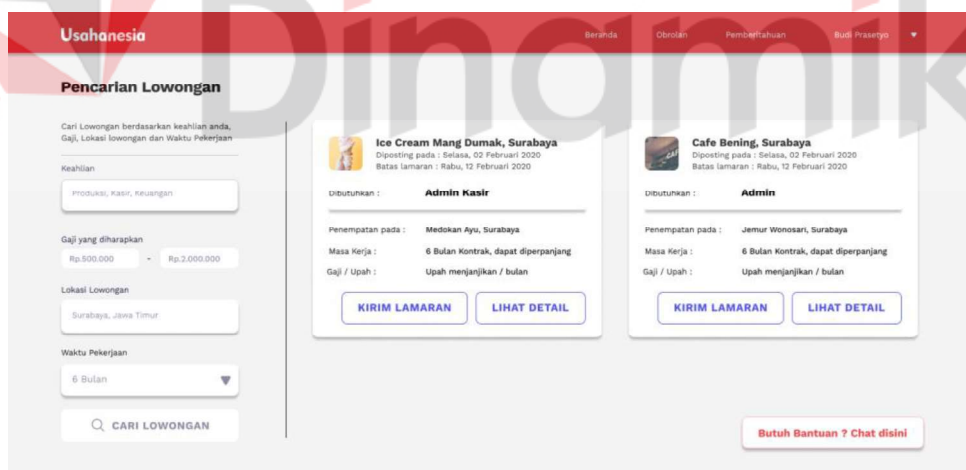 Dinamik
Usahanesia
Beranda
Obrolan
Pemberitahuan
Budi Prasetyo
Pencarian Lowongan
Cari Lowongan berdasarkan keahlian anda,
Gaji, Lokasi lowongan dan Waktu Pekerjaan
Keahlian
Produksi, Kasir, Keuangan
Gaji yang diharapkan
Rp.500.000 - Rp.2.000.000
Lokasi Lowongan
Surabaya, Jawa Timur
Waktu Pekerjaan
6 Bulan
CARI LOWONGAN
Ice Cream Mang Dumak, Surabaya
Diposting pada : Selasa, 02 Februari 2020
Batas lamaran : Rabu, 12 Februari 2020
Dibutuhkan : Admin Kasir
Penempatan pada : Medokan Ayu, Surabaya
Masa Kerja : 6 Bulan Kontrak, dapat diperpanjang
Gaji / Upah : Upah menjanjikan / bulan
KIRIM LAMARAN LIHAT DETAIL
CAFE
Cafe Bening, Surabaya
Diposting pada : Selasa, 02 Februari 2020
Batas lamaran : Rabu, 12 Februari 2020
Dibutuhkan : Admin
Penempatan pada : Jemur Wonosari, Surabaya
Masa Kerja : 6 Bulan Kontrak, dapat diperpanjang
Gaji / Upah : Upah menjanjikan / bulan
KIRIM LAMARAN LIHAT DETAIL
Butuh Bantuan ? Chat disini